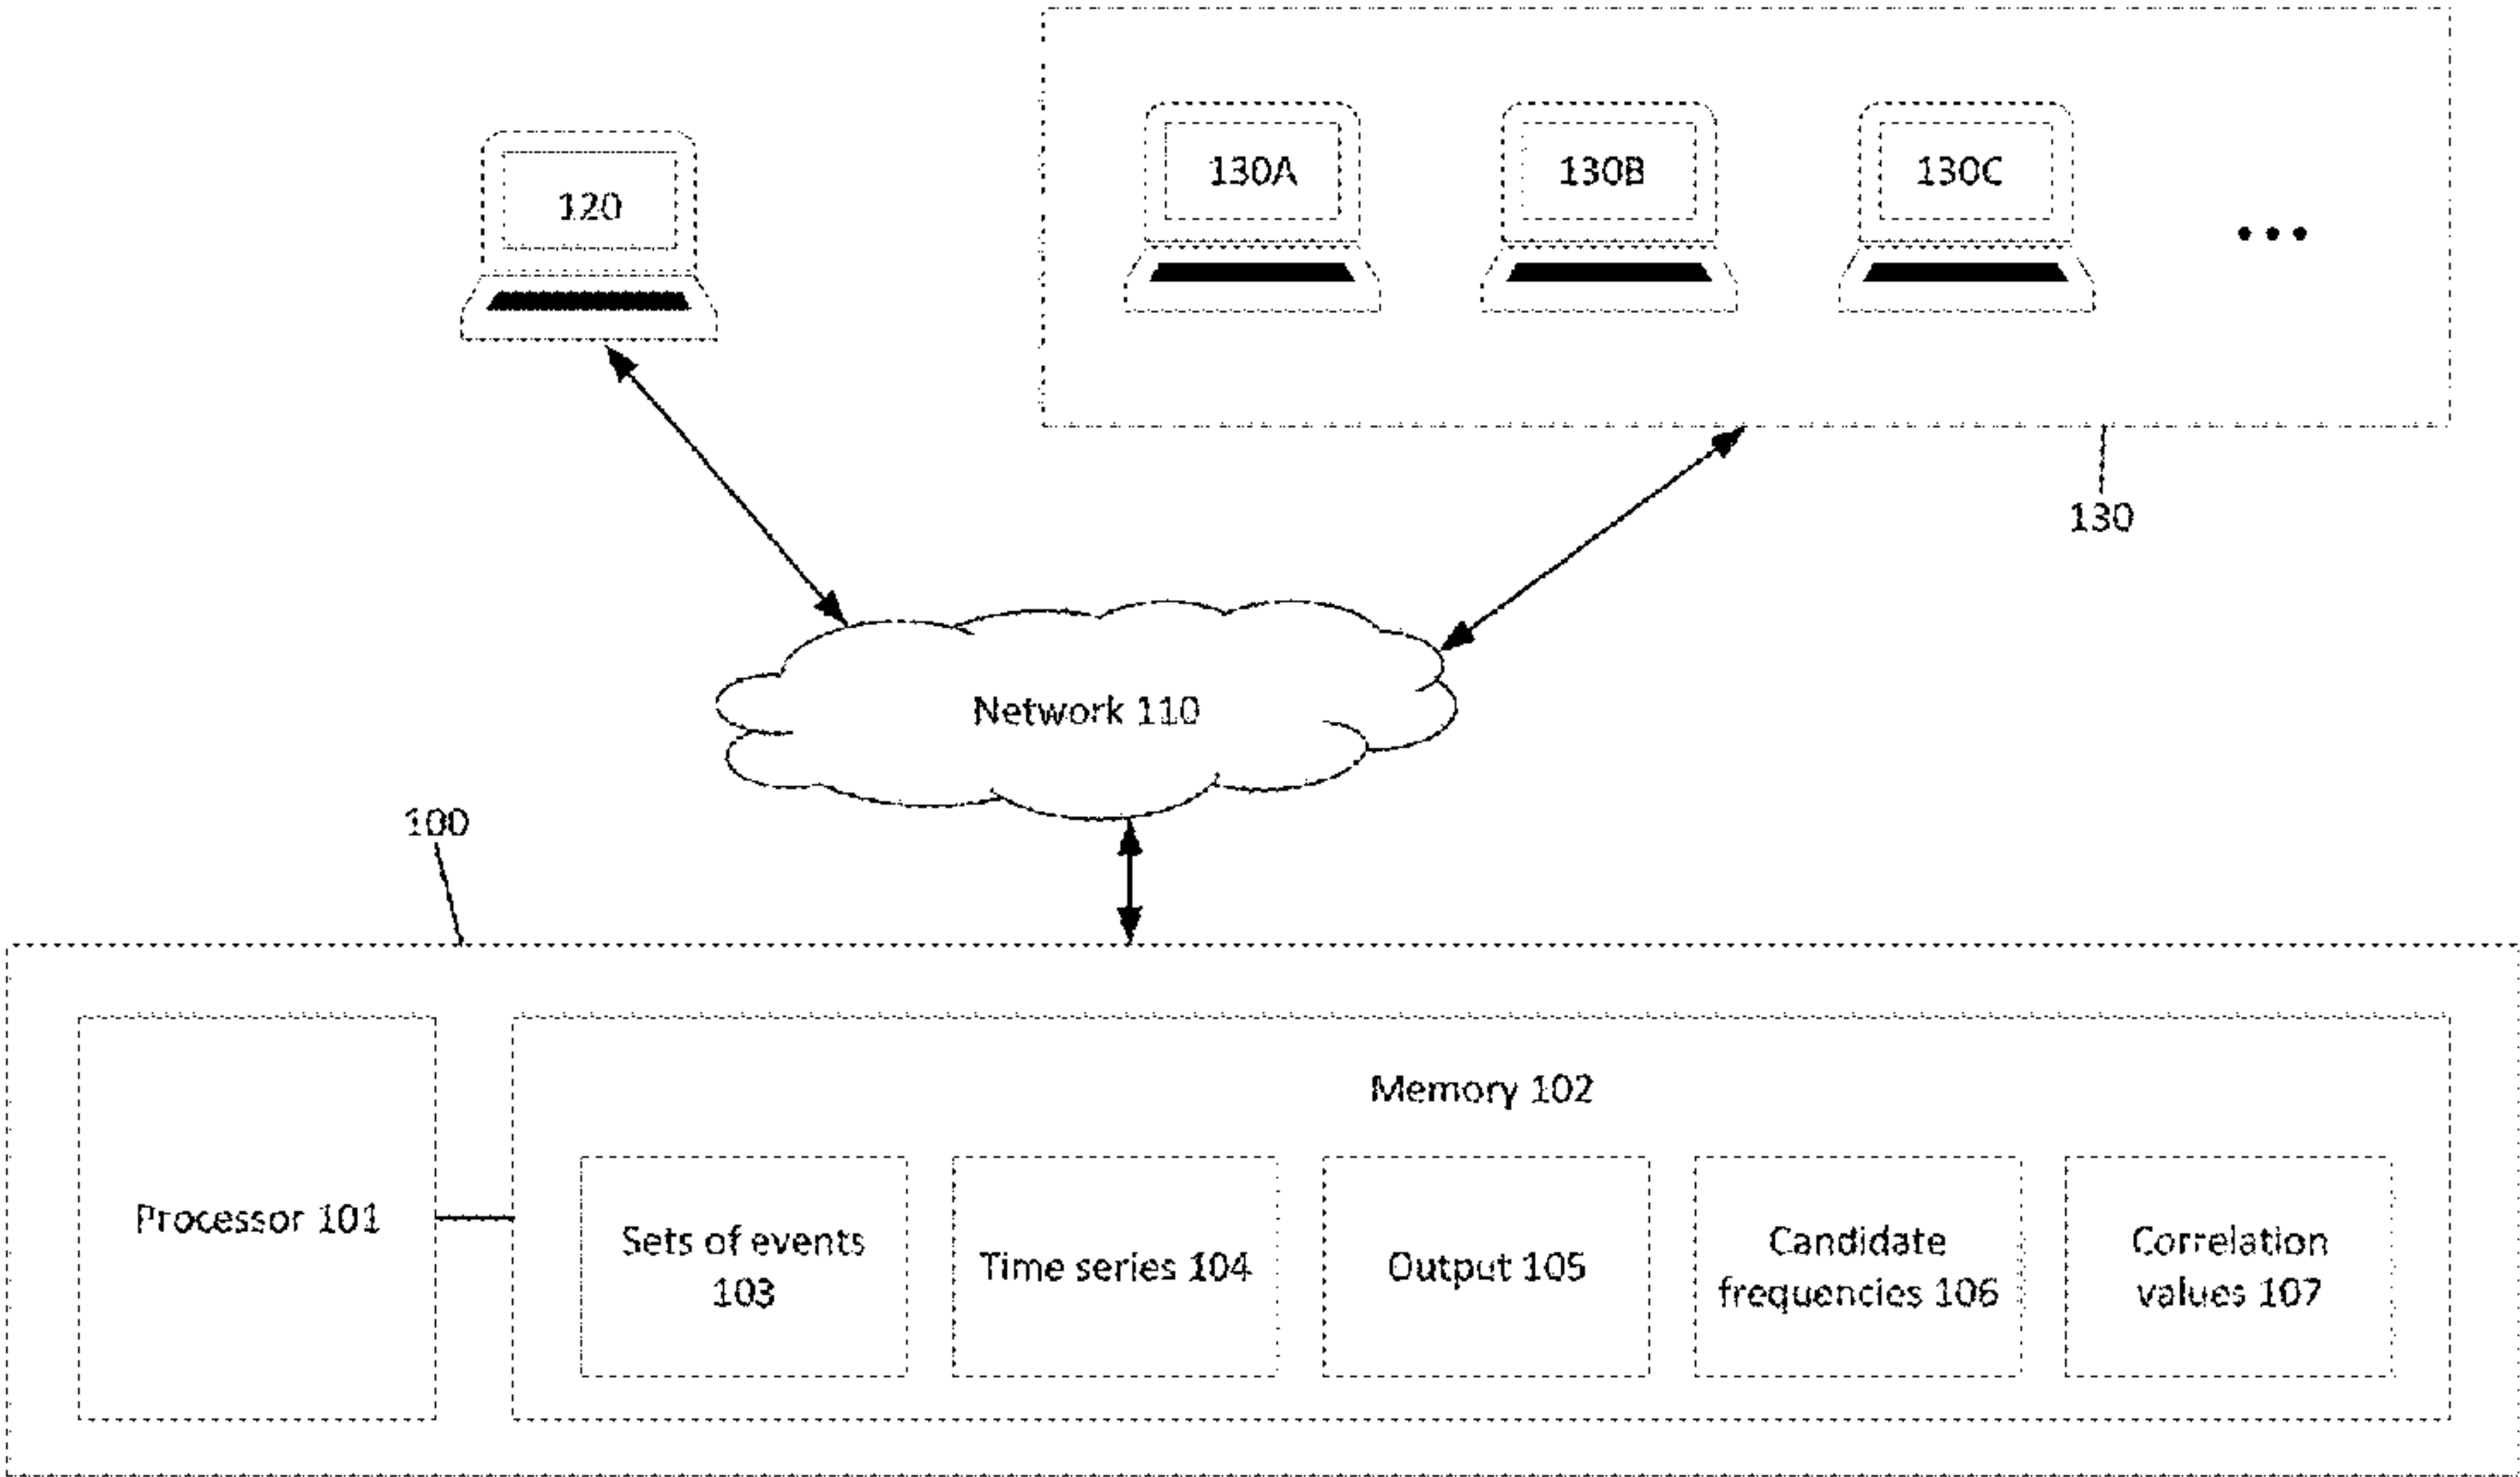 120
130A
130B
130C
130
Network 110
100
Memory 102
Processor 101
Sets of events
103
Time series 104
Output 105
Candidate
frequencies 106
Correlation
values 107